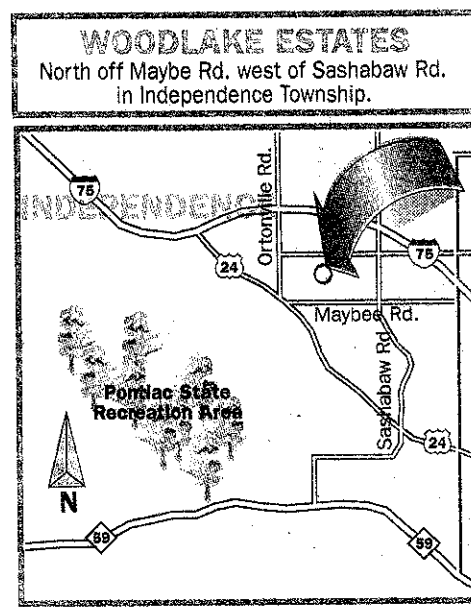 WOODLAKE ESTATES
North off Maybe Rd. west of Sashabaw Rd.
in Independence Township.
75
INDEPENDENC
Ortonville Rd.
75
24
Maybee Rd.
Pontiac State
Recreation Area
Sashabaw Rd
24
N
59
59